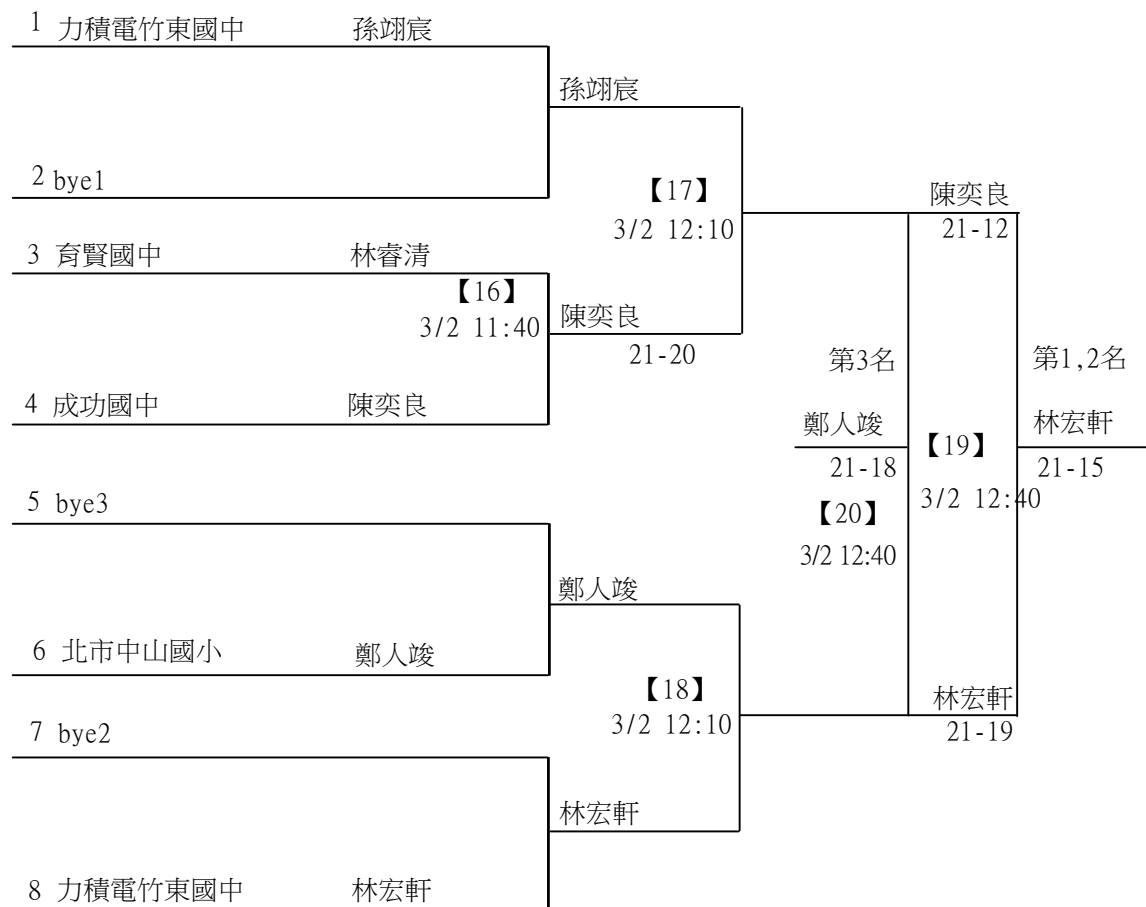 1 力積電竹東國中 孫翊宸
孫翊宸
2 bye1
【17】
3/2 12:10
陳奕良
21-12
3 育賢國中 林睿清
【16】
3/2 11:40
陳奕良
21-20
4 成功國中 陳奕良
第3名
第1,2名
鄭人竣
21-18
【19】
3/2 12:40
林宏軒
21-15
【20】
3/2 12:40
5 bye3
鄭人竣
6 北市中山國小 鄭人竣
【18】
3/2 12:10
林宏軒
21-19
7 bye2
林宏軒
8 力積電竹東國中 林宏軒